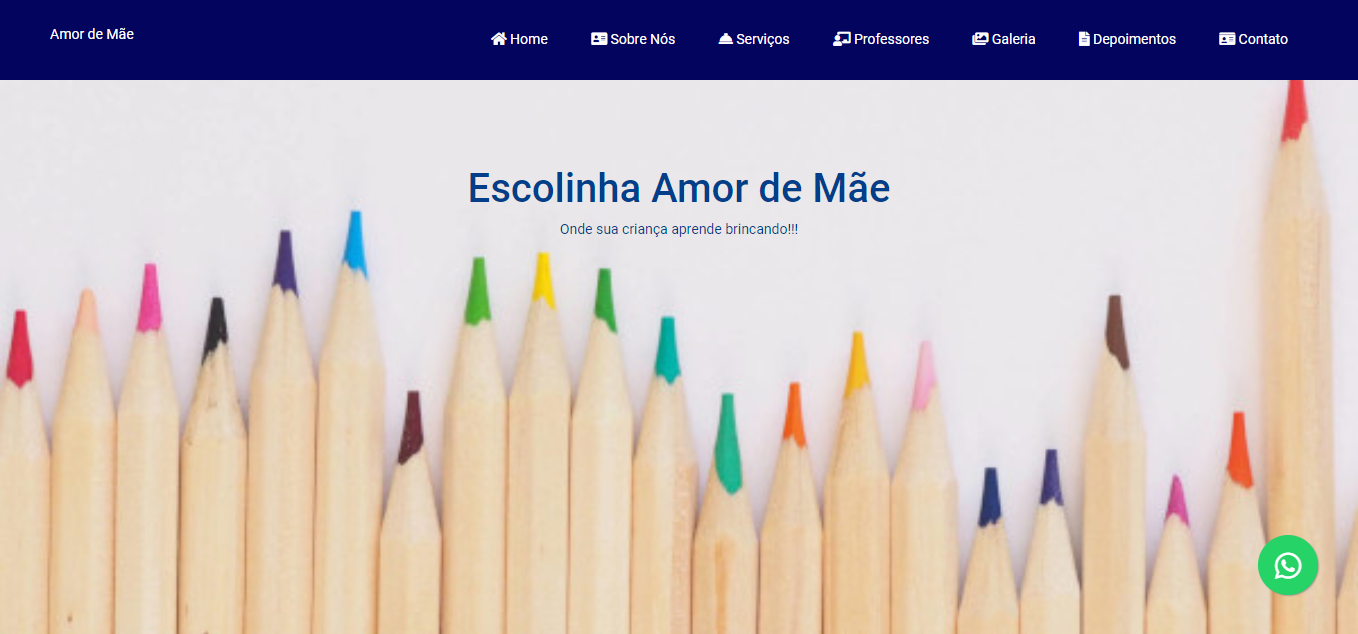 Amor de Mãe
Home Sobre Nós Serviços Professores Galeria Depoimentos Contato
Escolinha Amor de Mãe
Onde sua criança aprende brincando!!!